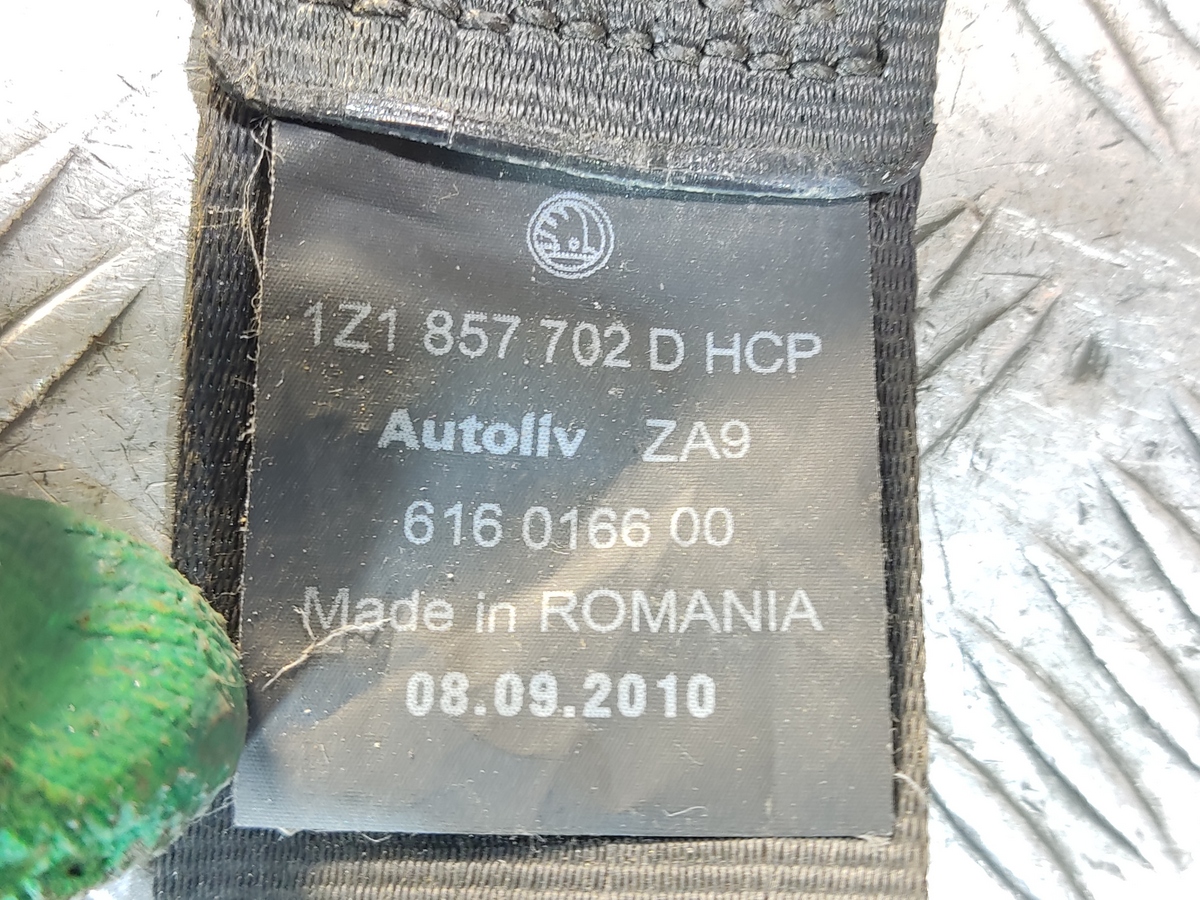 1Z1 857 702 D HCP
Autoliv ZA9
616 0166 00
Made in ROMANIA
08.09.2010